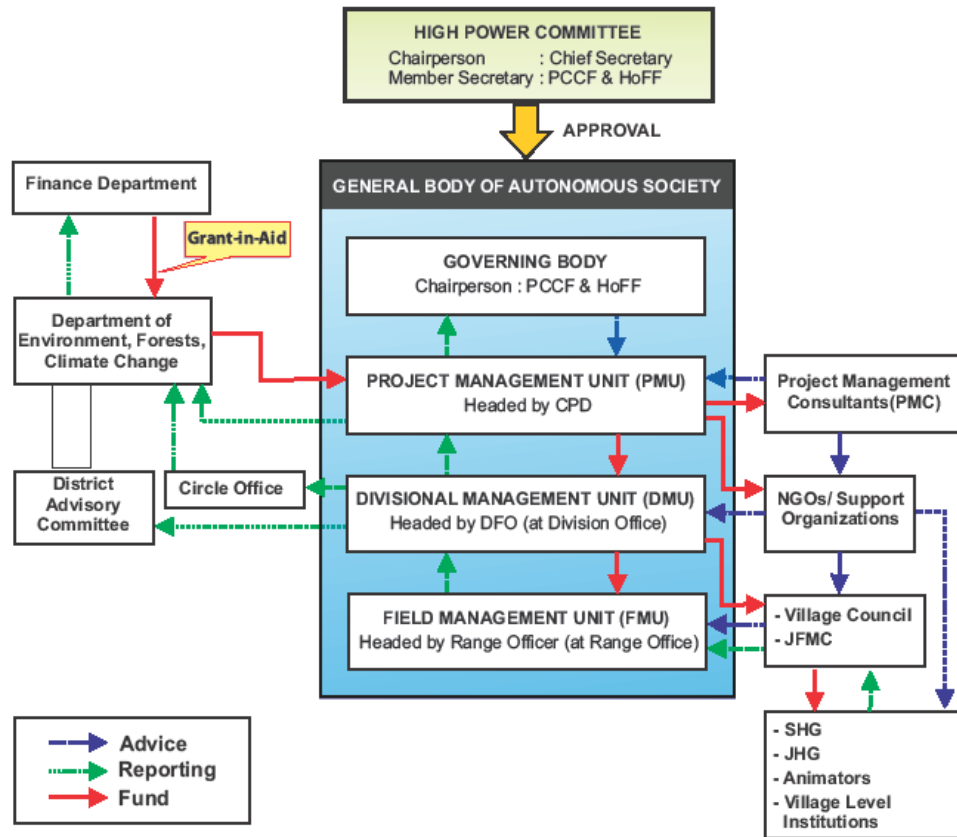 HIGH POWER COMMITTEE
Chairperson : Chief Secretary
Member Secretary : PCCF & HoFF
APPROVAL
Finance Department
Grant-in-Aid
Department of
Environment, Forests,
Climate Change
District
Advisory
Committee
Circle Office
GENERAL BODY OF AUTONOMOUS SOCIETY
GOVERNING BODY
Chairperson : PCCF & HoFF
PROJECT MANAGEMENT UNIT (PMU)
Headed by CPD
DIVISIONAL MANAGEMENT UNIT (DMU)
Headed by DFO (at Division Office)
FIELD MANAGEMENT UNIT (FMU)
Headed by Range Officer (at Range Office)
Project Management
Consultants(PMC)
NGOs/ Support
Organizations
- Village Council
- JFMC
- SHG
- JHG
- Animators
- Village Level
Institutions
Advice
Reporting
Fund